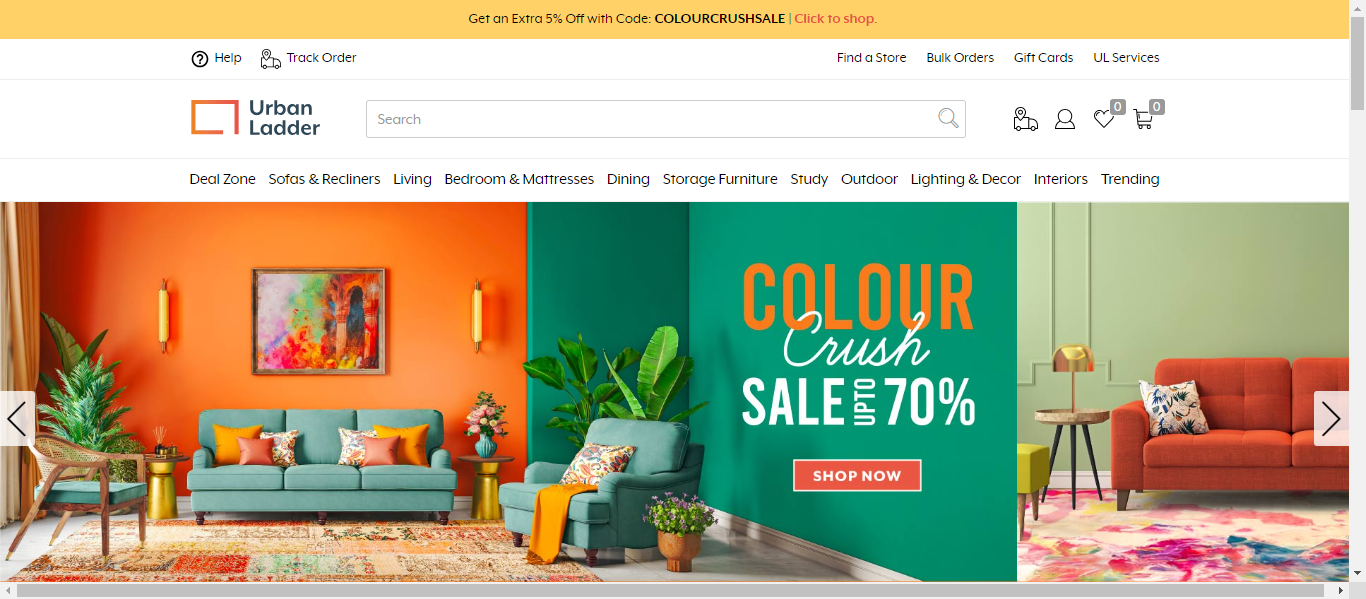 Get an Extra 5% Off with Code: COLOURCRUSHSALE | Click to shop.
Help Track Order Find a Store Bulk Orders Gift Cards UL Services
Urban
Ladder
Search
0 0
Deal Zone Sofas & Recliners Living Bedroom & Mattresses Dining Storage Furniture Study Outdoor Lighting & Decor Interiors Trending
COLOUR
Crush
SALE UPTO 70%
SHOP NOW